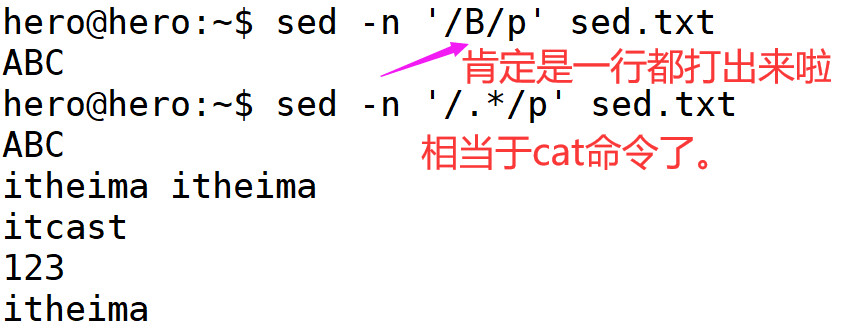 hero@hero:~$ sed -n '/B/p' sed.txt
ABC
肯定是一行都打出来啦
hero@hero:~$ sed -n '/.*/p' sed.txt
ABC
相当于cat命令了。
itheima itheima
itcast
123
itheima